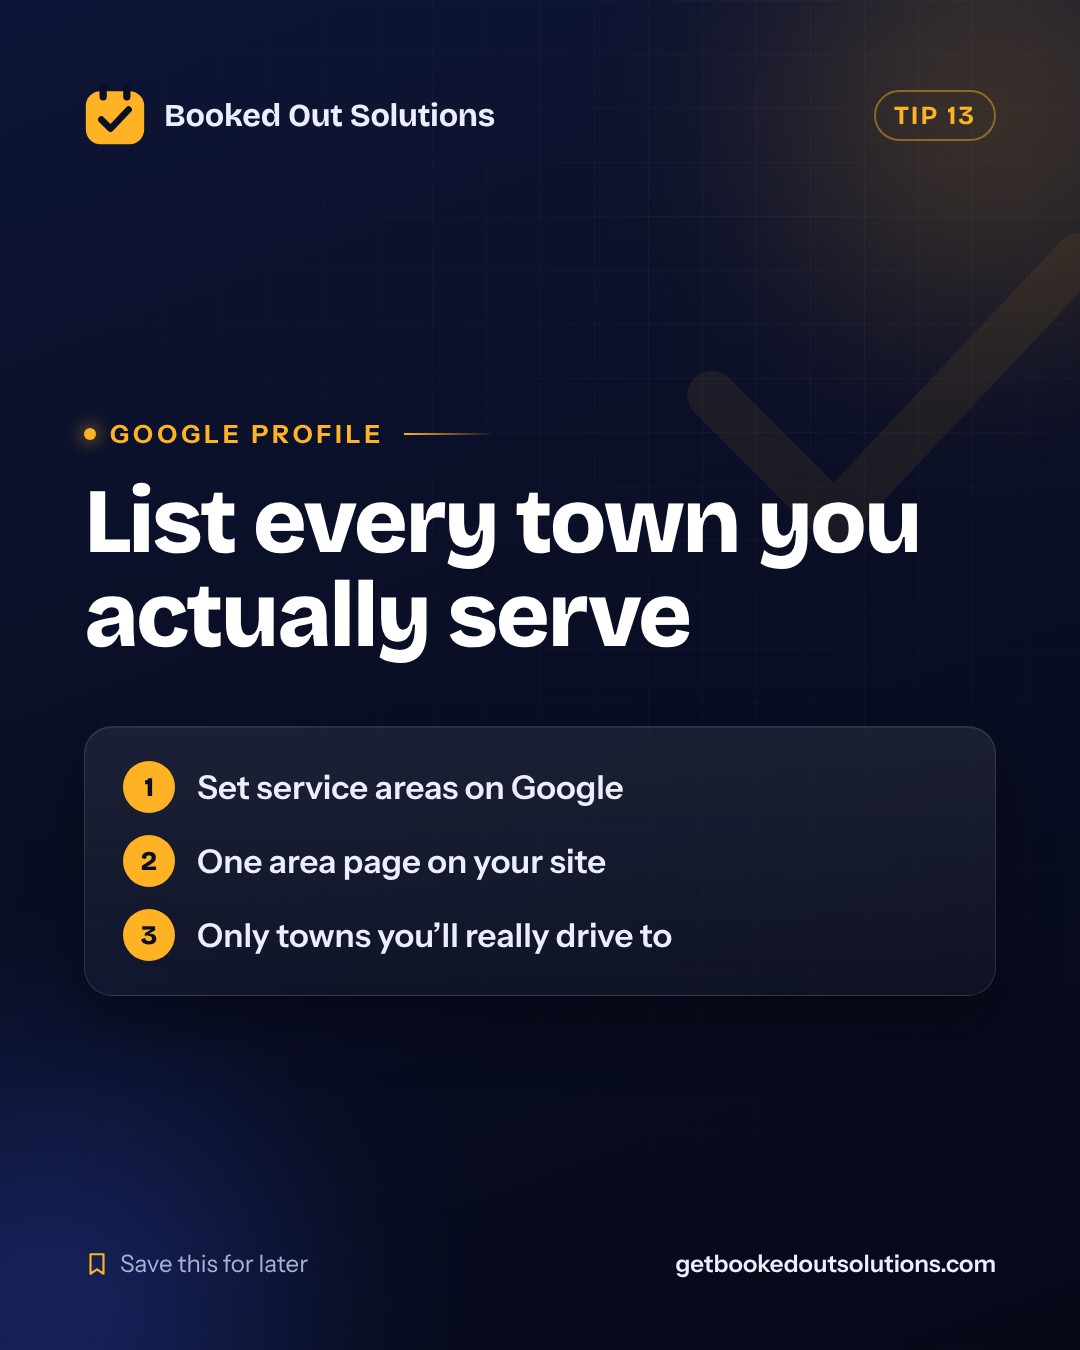 Booked Out Solutions
TIP 13
GOOGLE PROFILE
List every town you
actually serve
1 Set service areas on Google
2 One area page on your site
3 Only towns you’ll really drive to
Save this for later
getbookedoutsolutions.com